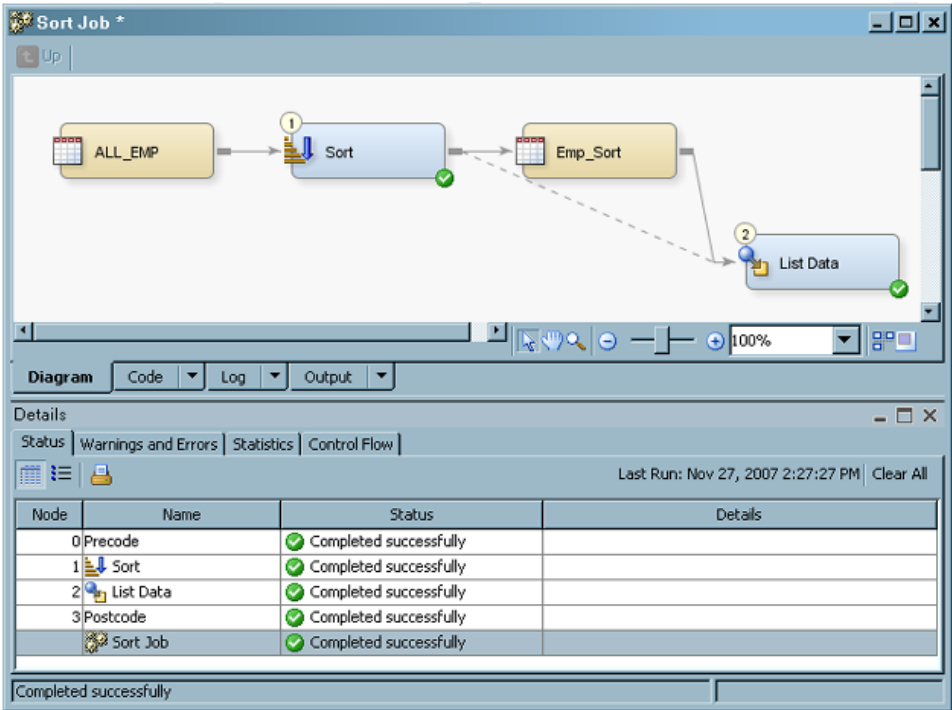 Sort Job *
Up
ALL_EMP
1
Sort
Emp_Sort
2
List Data
100%
Diagram Code Log Output
Details
Status Warnings and Errors Statistics Control Flow
Last Run: Nov 27, 2007 2:27:27 PM Clear All
Node Name Status Details
0 Precode Completed successfully
1 Sort Completed successfully
2 List Data Completed successfully
3 Postcode Completed successfully
Sort Job Completed successfully
Completed successfully